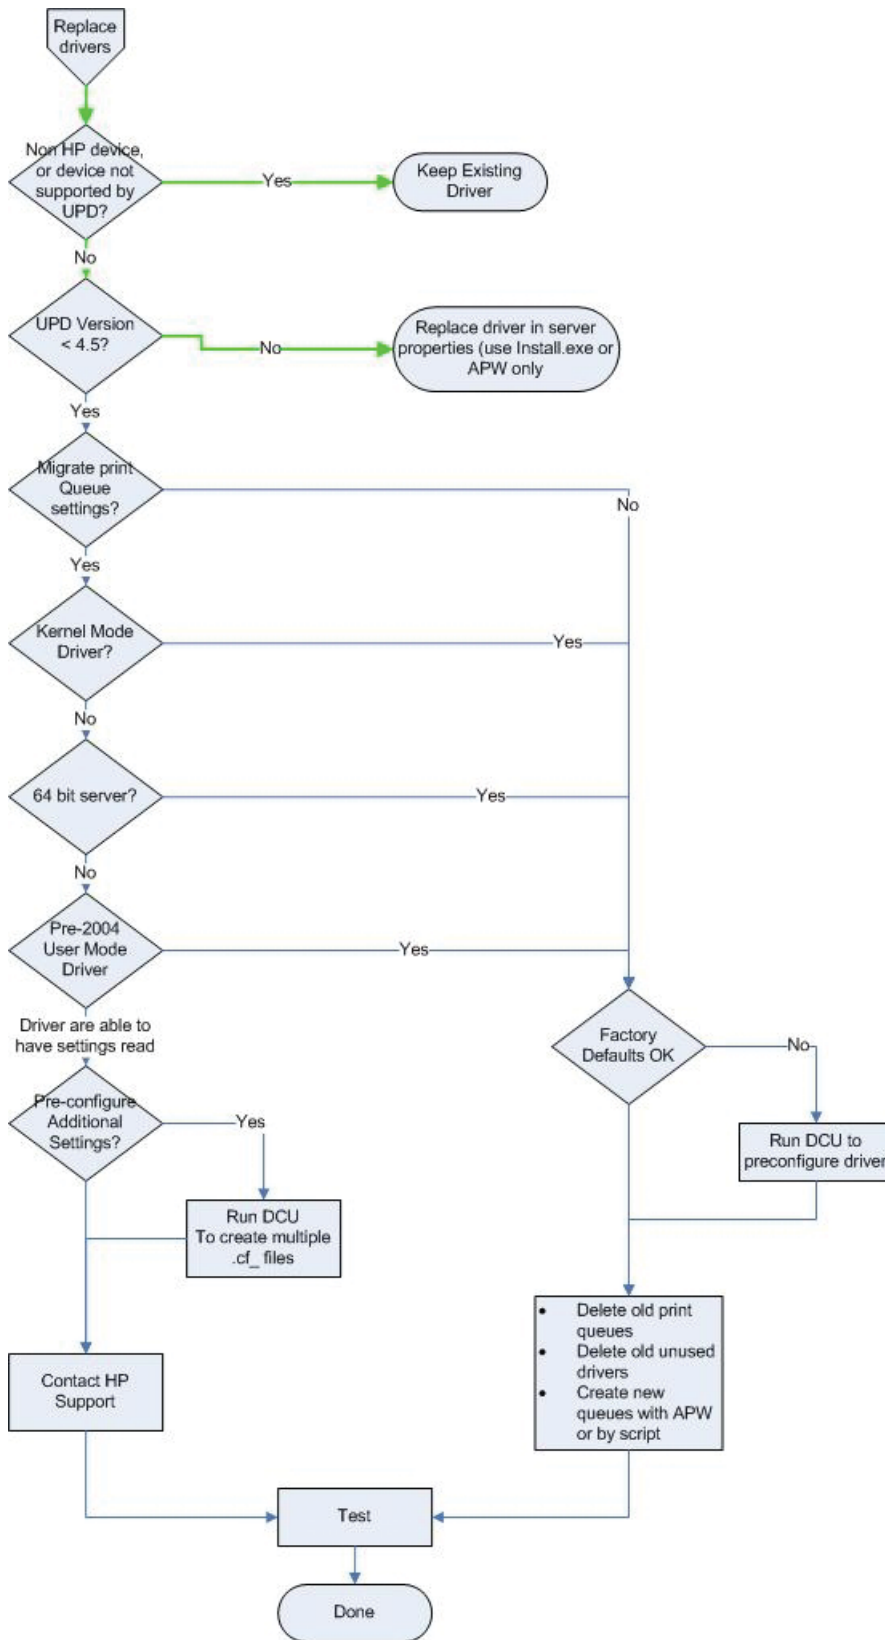 Replace
drivers
Non HP device,
or device not
supported by
UPD?
Yes
Keep Existing
Driver
No
UPD Version
< 4.5?
No
Replace driver in server
properties (use Install.exe or
APW only
Yes
Migrate print
Queue
settings?
No
Yes
Kernel Mode
Driver?
Yes
No
64 bit server?
Yes
No
Pre-2004
User Mode
Driver
Yes
Driver are able to
have settings read
Factory
Defaults OK
No
Pre-configure
Additional
Settings?
Yes
Run DCU to
preconfigure driver
Run DCU
To create multiple
.cf_ files
• Delete old print
queues
• Delete old unused
drivers
• Create new
queues with APW
or by script
Contact HP
Support
Test
Done